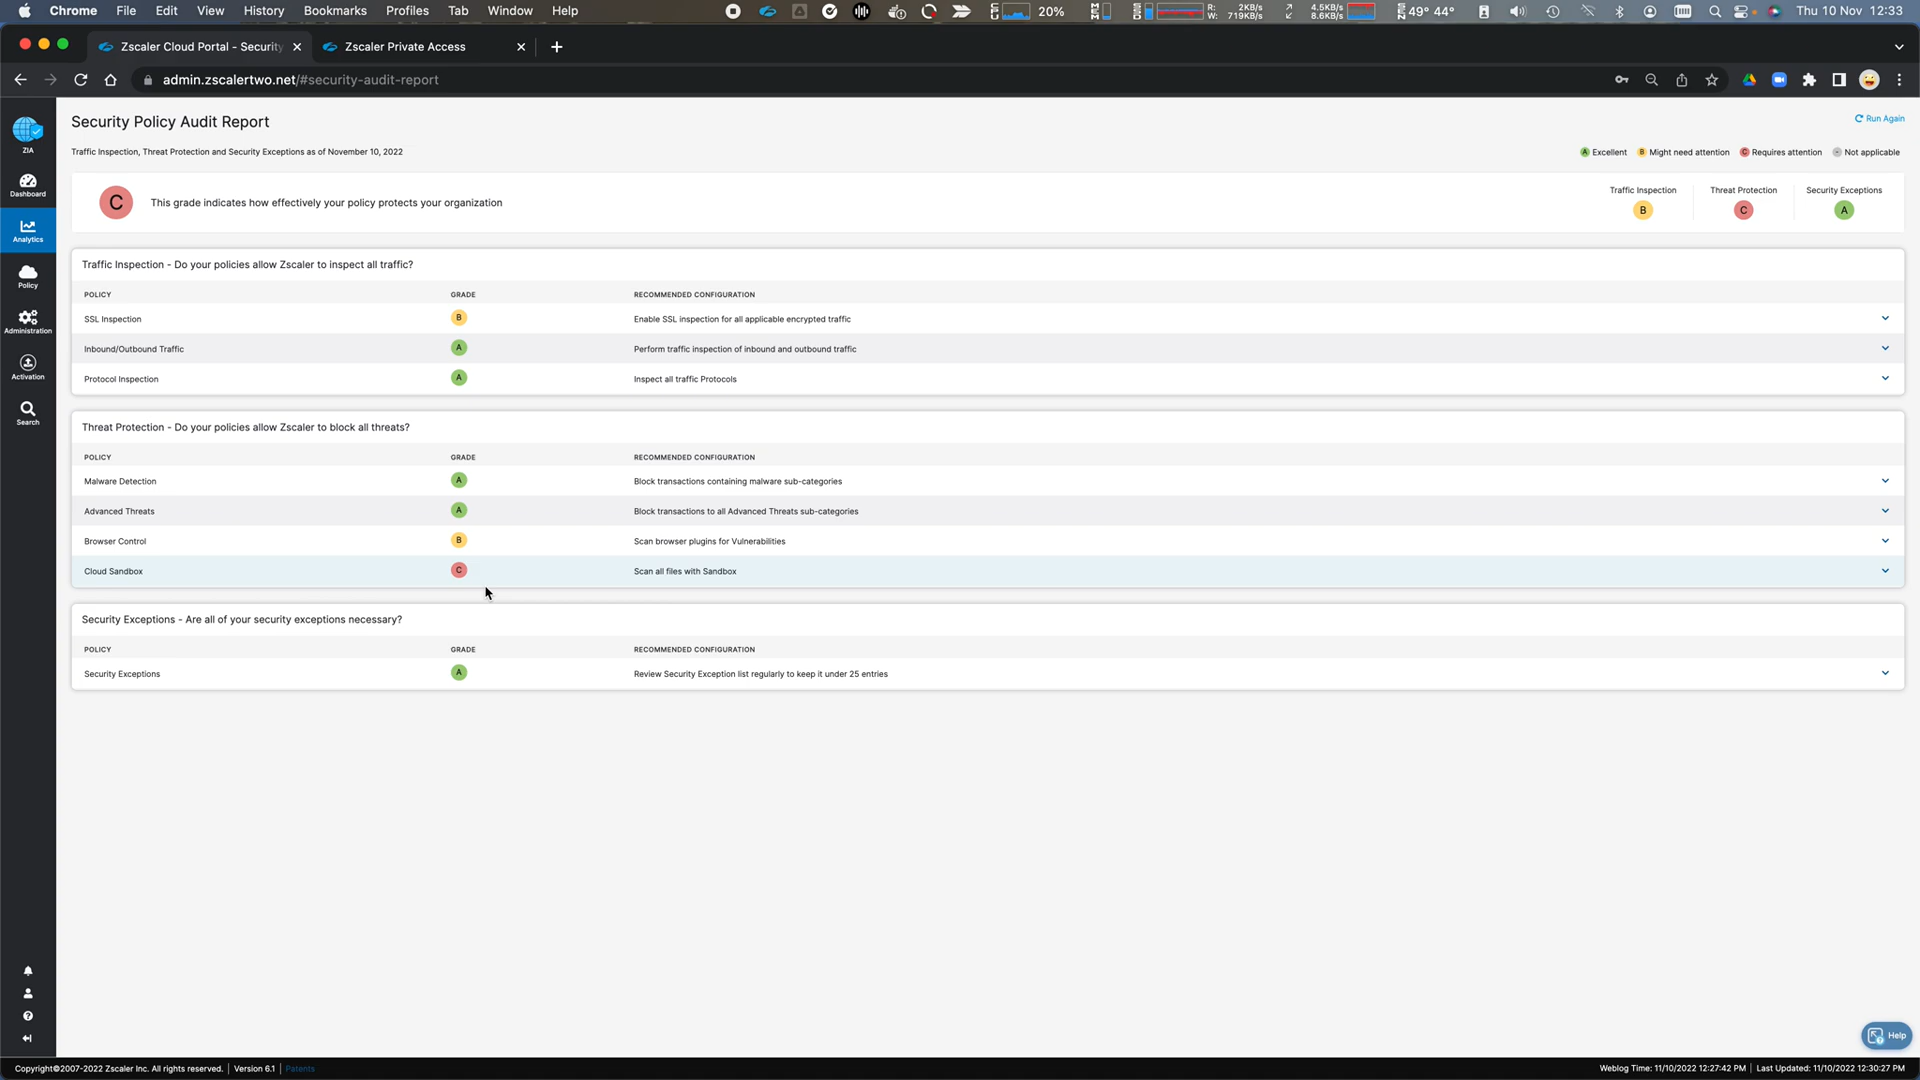 Chrome File Edit View History Bookmarks Profiles Tab Window Help 20% R: 2KB/s W: 719KB/s 4.5KB/s 8.6KB/s 49° 44° Thu 10 Nov 12:33
Zscaler Cloud Portal - Security Zscaler Private Access
admin.zscalertwo.net/#security-audit-report
ZIA
Dashboard
Analytics
Policy
Administration
Activation
Search
Security Policy Audit Report
Run Again
Traffic Inspection, Threat Protection and Security Exceptions as of November 10, 2022
A Excellent B Might need attention C Requires attention Not applicable
C This grade indicates how effectively your policy protects your organization
Traffic Inspection Threat Protection Security Exceptions
B C A
Traffic Inspection - Do your policies allow Zscaler to inspect all traffic?
POLICY GRADE RECOMMENDED CONFIGURATION
SSL Inspection B Enable SSL inspection for all applicable encrypted traffic
Inbound/Outbound Traffic A Perform traffic inspection of inbound and outbound traffic
Protocol Inspection A Inspect all traffic Protocols
Threat Protection - Do your policies allow Zscaler to block all threats?
POLICY GRADE RECOMMENDED CONFIGURATION
Malware Detection A Block transactions containing malware sub-categories
Advanced Threats A Block transactions to all Advanced Threats sub-categories
Browser Control B Scan browser plugins for Vulnerabilities
Cloud Sandbox C Scan all files with Sandbox
Security Exceptions - Are all of your security exceptions necessary?
POLICY GRADE RECOMMENDED CONFIGURATION
Security Exceptions A Review Security Exception list regularly to keep it under 25 entries
Help
Copyright©2007-2022 Zscaler Inc. All rights reserved. | Version 6.1 | Patents
Weblog Time: 11/10/2022 12:27:42 PM | Last Updated: 11/10/2022 12:30:27 PM